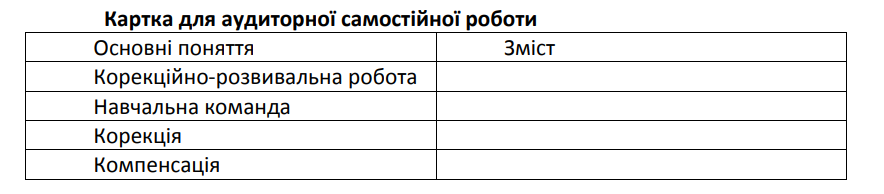 Картка для аудиторної самостійної роботи
Основні поняття Зміст
Корекційно-розвивальна робота
Навчальна команда
Корекція
Компенсація